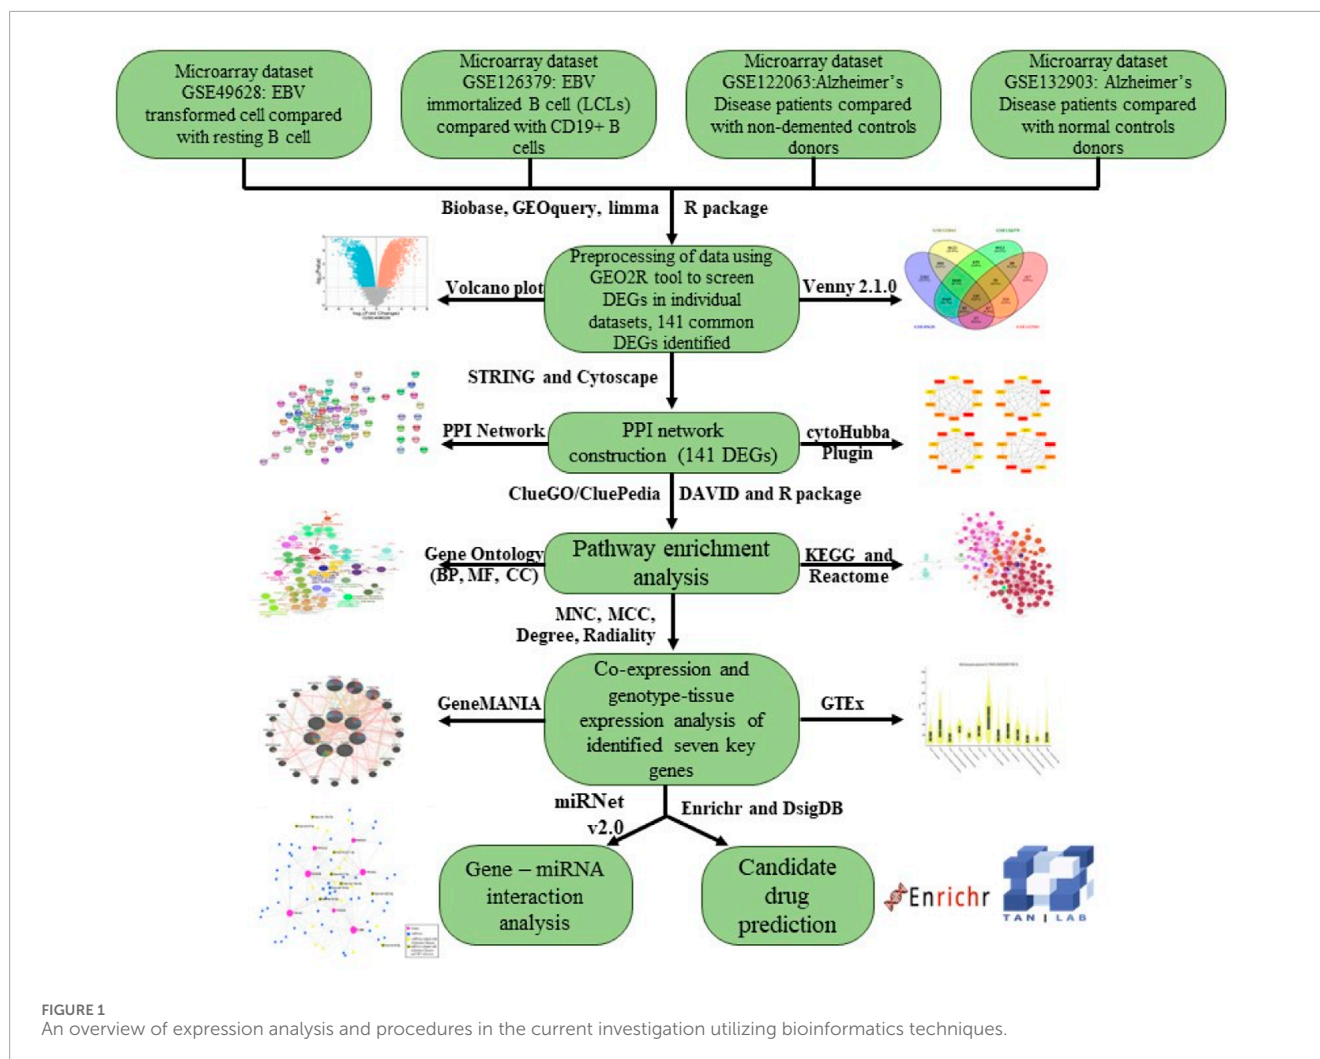 Microarray dataset
GSE49628: EBV
transformed cell compared
with resting B cell
Microarray dataset
GSE126379: EBV
immortalized B cell (LCLs)
compared with CD19+ B
cells
Microarray dataset
GSE122063:Alzheimer's
Disease patients compared
with non-demented controls
donors
Microarray dataset
GSE132903: Alzheimer's
Disease patients compared
with normal controls
donors
Biobase, GEOquery, limma
R package
Preprocessing of data using
GEO2R tool to screen
DEGs in individual
datasets, 141 common
DEGs identified
Volcano plot
Venny 2.1.0
STRING and Cytoscape
PPI network
construction (141 DEGs)
PPI Network
cytoHubba
Plugin
ClueGO/CluePedia
DAVID and R package
Pathway enrichment
analysis
Gene Ontology
(BP, MF, CC)
KEGG and
Reactome
MNC, MCC,
Degree, Radiality
Co-expression and
genotype-tissue
expression analysis of
identified seven key
genes
GeneMANIA
GTEx
miRNet
v2.0
Enrichr and DsigDB
Gene – miRNA
interaction
analysis
Candidate
drug
prediction
Enrichr
TAN | LAB
FIGURE 1
An overview of expression analysis and procedures in the current investigation utilizing bioinformatics techniques.